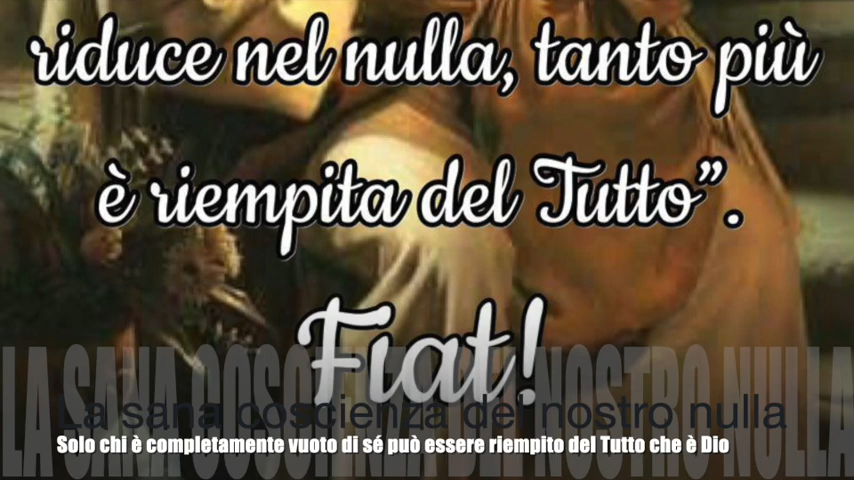 riduce nel nulla, tanto più
è riempita del Tutto”.
Fiat!
LA SANA COSCIENZA DEL NOSTRO NULLA
La sana coscienza del nostro nulla
Solo chi è completamente vuoto di sé può essere riempito del Tutto che è Dio